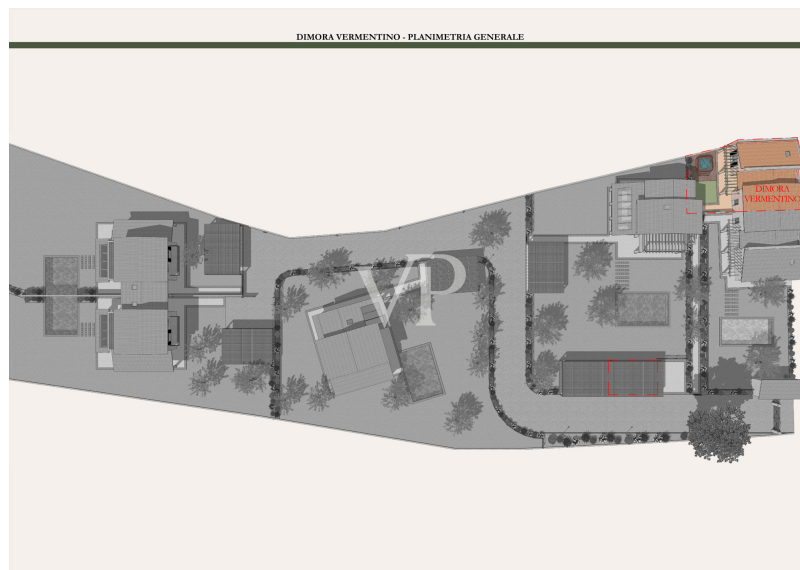 DIMORA VERMENTINO - PLANIMETRIA GENERALE
DIMORA
VERMENTINO
VP